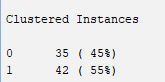 Clustered Instances
0 35 ( 45%)
1 42 ( 55%)